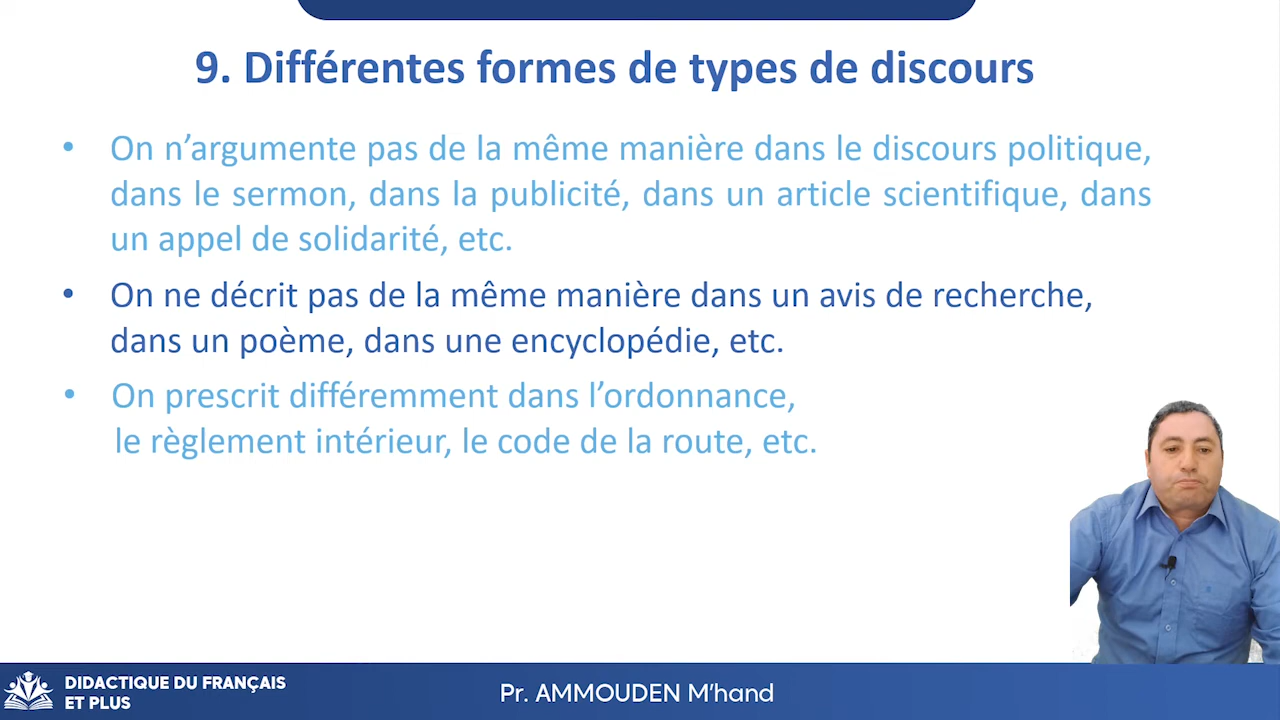 9. Différentes formes de types de discours
• On n’argumente pas de la même manière dans le discours politique,
dans le sermon, dans la publicité, dans un article scientifique, dans
un appel de solidarité, etc.
• On ne décrit pas de la même manière dans un avis de recherche,
dans un poème, dans une encyclopédie, etc.
• On prescrit différemment dans l’ordonnance,
le règlement intérieur, le code de la route, etc.
DIDACTIQUE DU FRANÇAIS
ET PLUS
Pr. AMMOUDEN M’hand